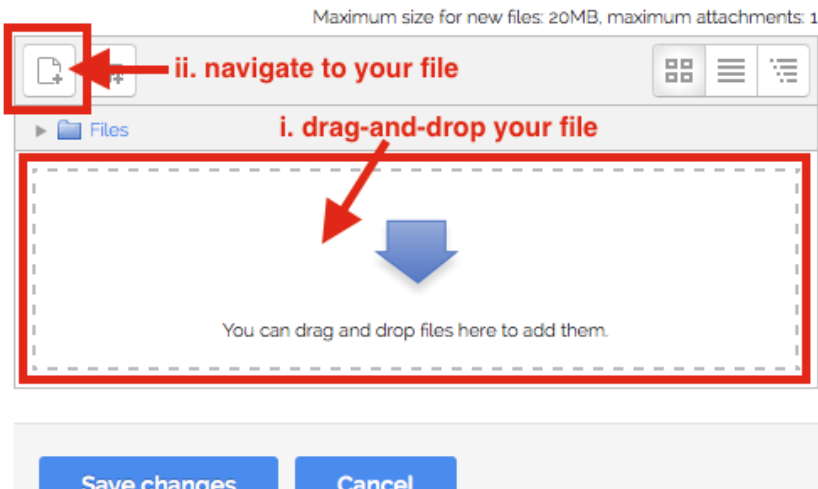 Maximum size for new files: 20MB, maximum attachments: 1
ii. navigate to your file
Files
i. drag-and-drop your file
You can drag and drop files here to add them.
Save changes
Cancel